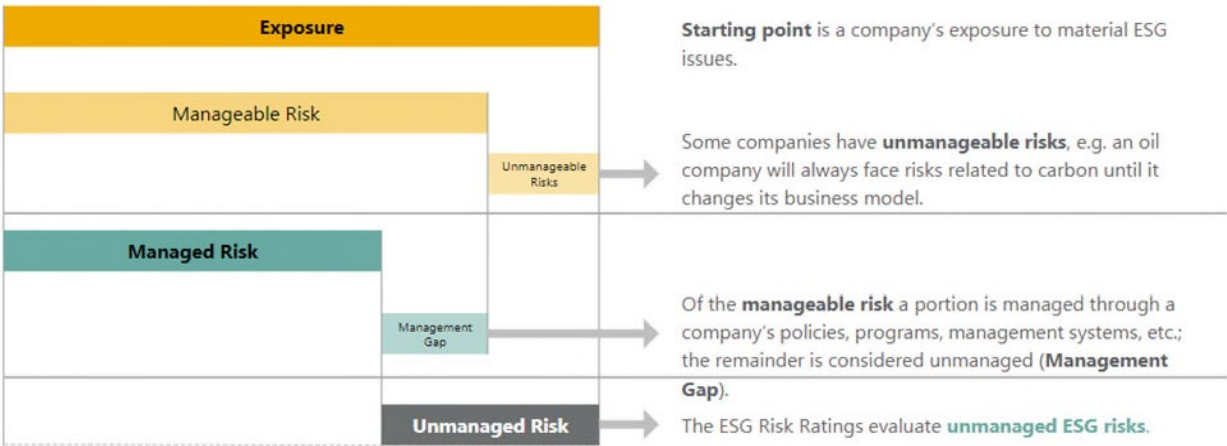 Exposure
Starting point is a company's exposure to material ESG
issues.
Manageable Risk
Unmanageable
Risks
Some companies have unmanageable risks, e.g. an oil
company will always face risks related to carbon until it
changes its business model.
Managed Risk
Management
Gap
Of the manageable risk a portion is managed through a
company's policies, programs, management systems, etc.;
the remainder is considered unmanaged (Management
Gap).
Unmanaged Risk
The ESG Risk Ratings evaluate unmanaged ESG risks.